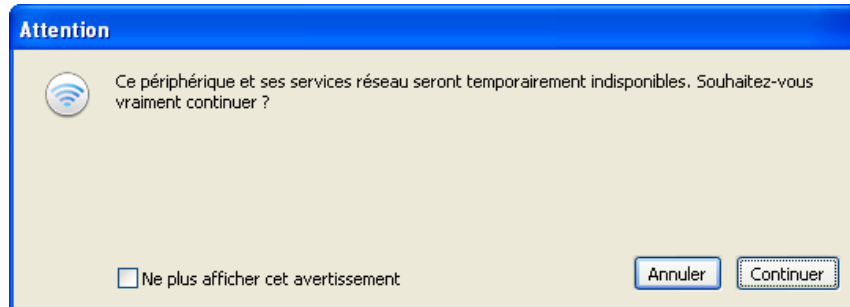 Attention
Ce périphérique et ses services réseau seront temporairement indisponibles. Souhaitez-vous
vraiment continuer ?
Ne plus afficher cet avertissement
Annuler
Continuer